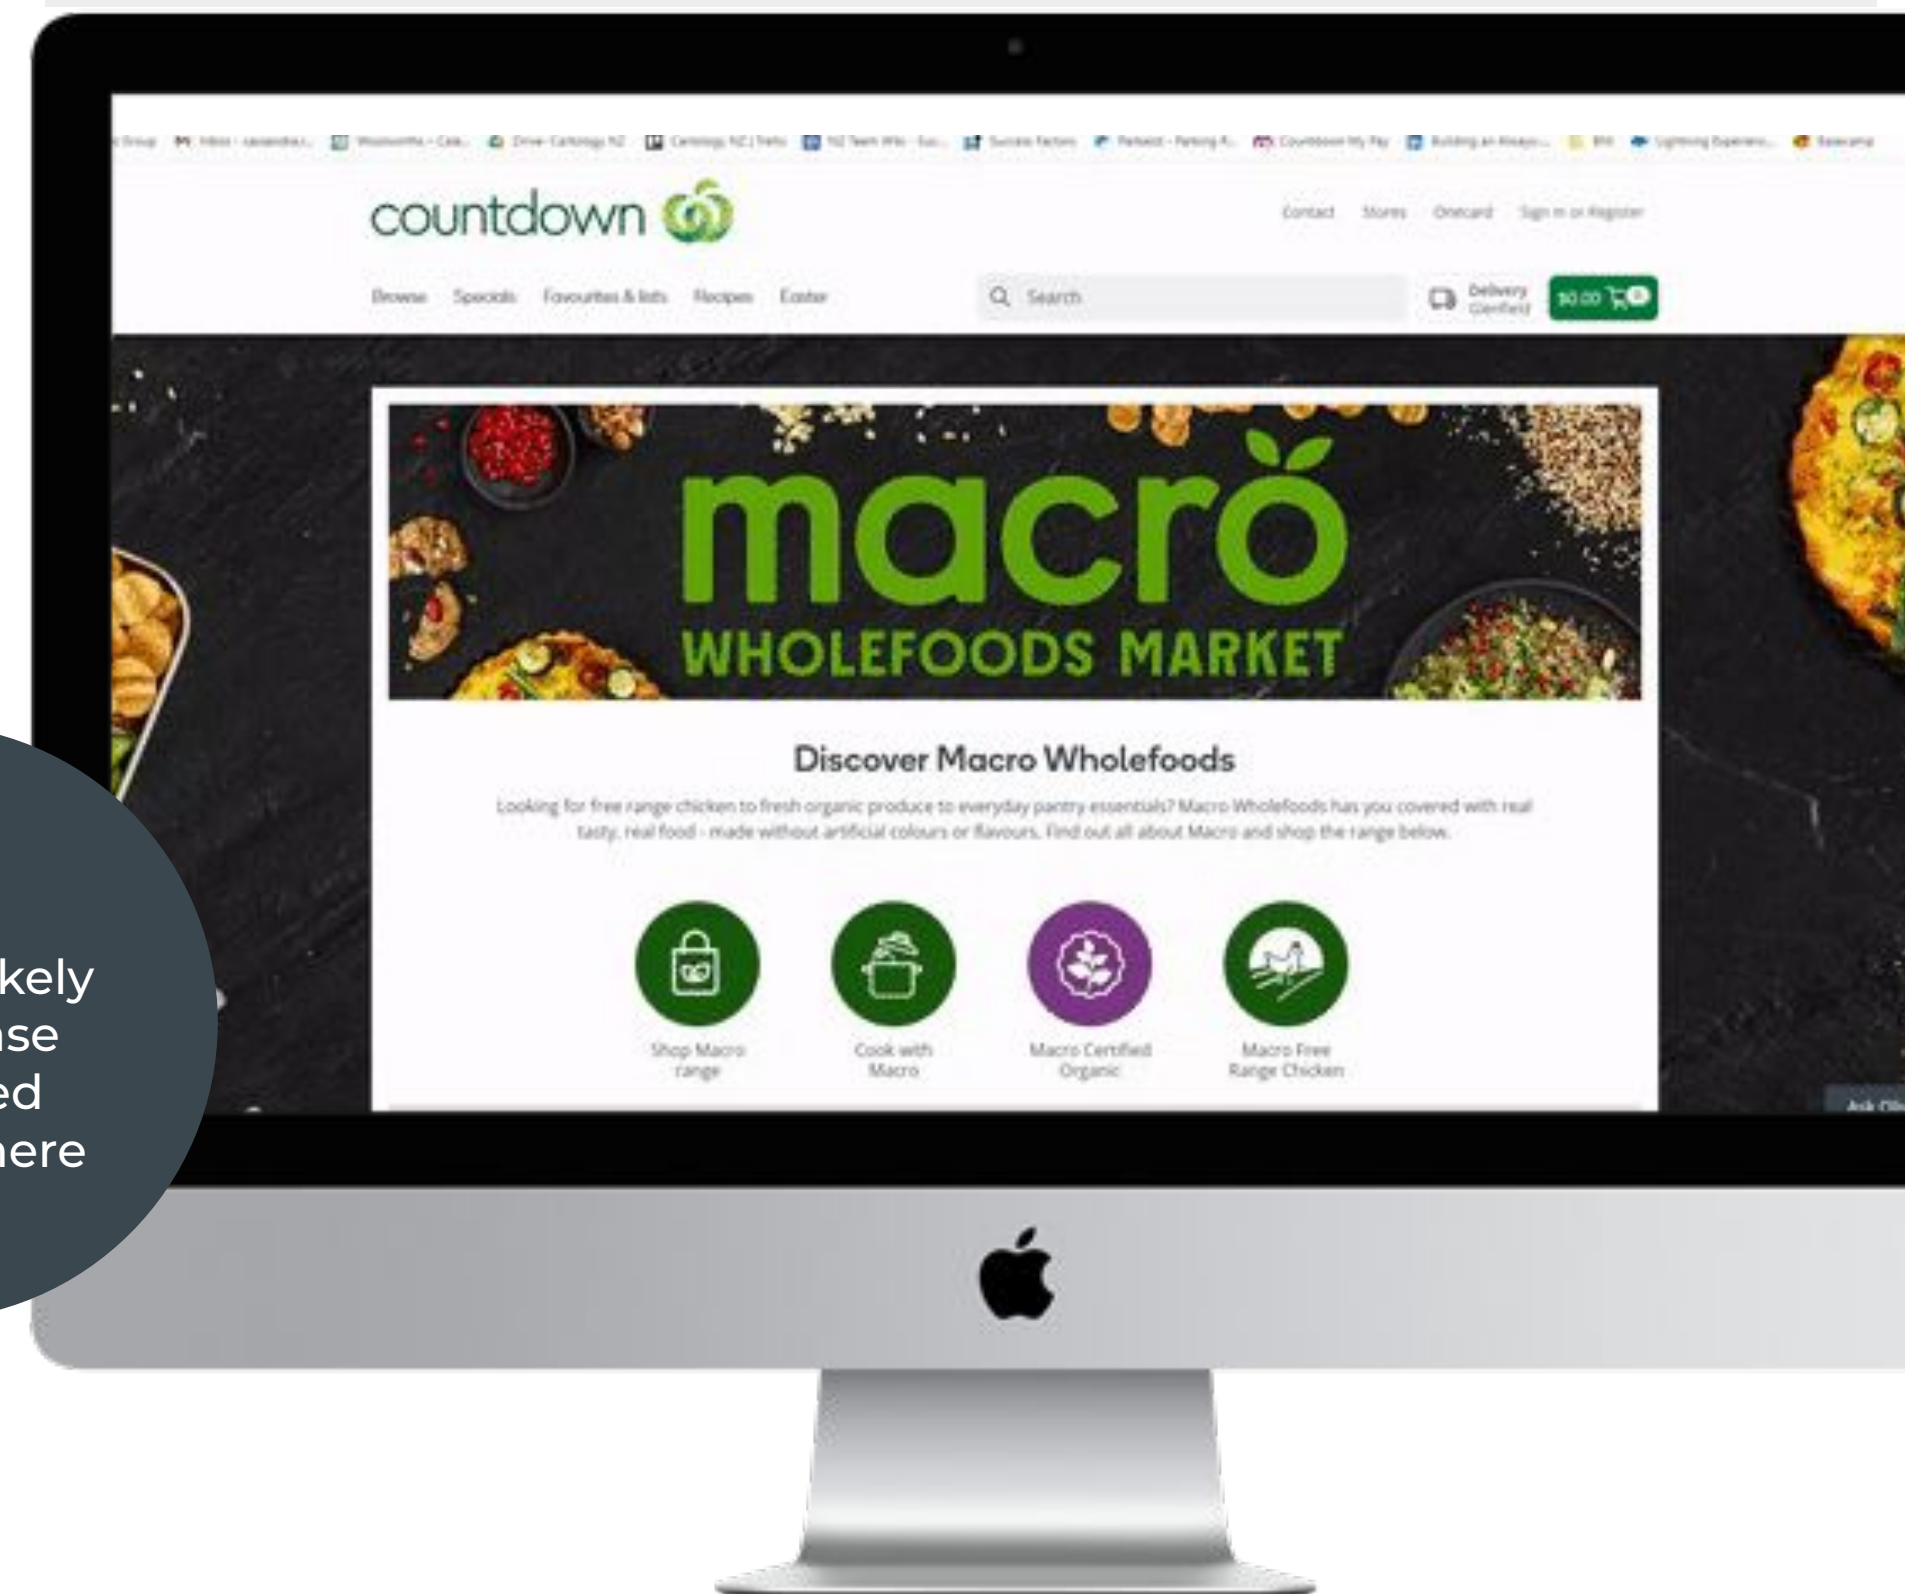 countdown
Contact Stores Onecard Sign in or Register
Browse Specials Favourites & lists Recipes Easter
Search
Delivery
Glenfield
$0.00 0
macro
WHOLEFOODS MARKET
Discover Macro Wholefoods
Looking for free range chicken to fresh organic produce to everyday pantry essentials? Macro Wholefoods has you covered with real
tasty, real food - made without artificial colours or flavours. Find out all about Macro and shop the range below.
Shop Macro
range
Cook with
Macro
Macro Certified
Organic
Macro Free
Range Chicken
kely
ed
here